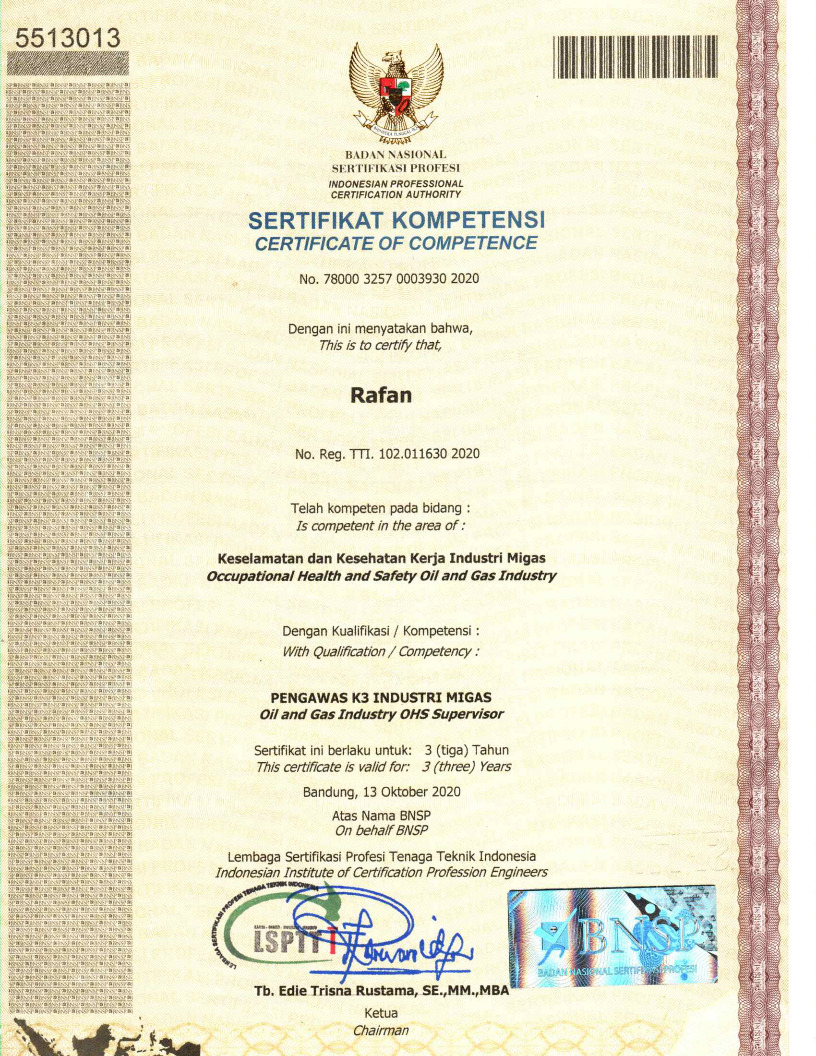 5513013
BADAN NASIONAL
SERTIFIKASI PROFESI
INDONESIAN PROFESSIONAL
CERTIFICATION AUTHORITY
SERTIFIKAT KOMPETENSI
CERTIFICATE OF COMPETENCE
No. 78000 3257 0003930 2020
Dengan ini menyatakan bahwa,
This is to certify that,
Rafan
No. Reg. TTI. 102.011630 2020
Telah kompeten pada bidang :
Is competent in the area of :
Keselamatan dan Kesehatan Kerja Industri Migas
Occupational Health and Safety Oil and Gas Industry
Dengan Kualifikasi / Kompetensi :
With Qualification / Competency :
PENGAWAS K3 INDUSTRI MIGAS
Oil and Gas Industry OHS Supervisor
Sertifikat ini berlaku untuk: 3 (tiga) Tahun
This certificate is valid for: 3 (three) Years
Bandung, 13 Oktober 2020
Atas Nama BNSP
On behalf BNSP
Lembaga Sertifikasi Profesi Tenaga Teknik Indonesia
Indonesian Institute of Certification Profession Engineers
LEMBAGA SERTIFIKASI PROFESI TENAGA TEKNIK INDONESIA
LSPTTI
BNSP
BADAN NASIONAL SERTIFIKASI PROFESI
Tb. Edie Trisna Rustama, SE.,MM.,MBA
Ketua
Chairman